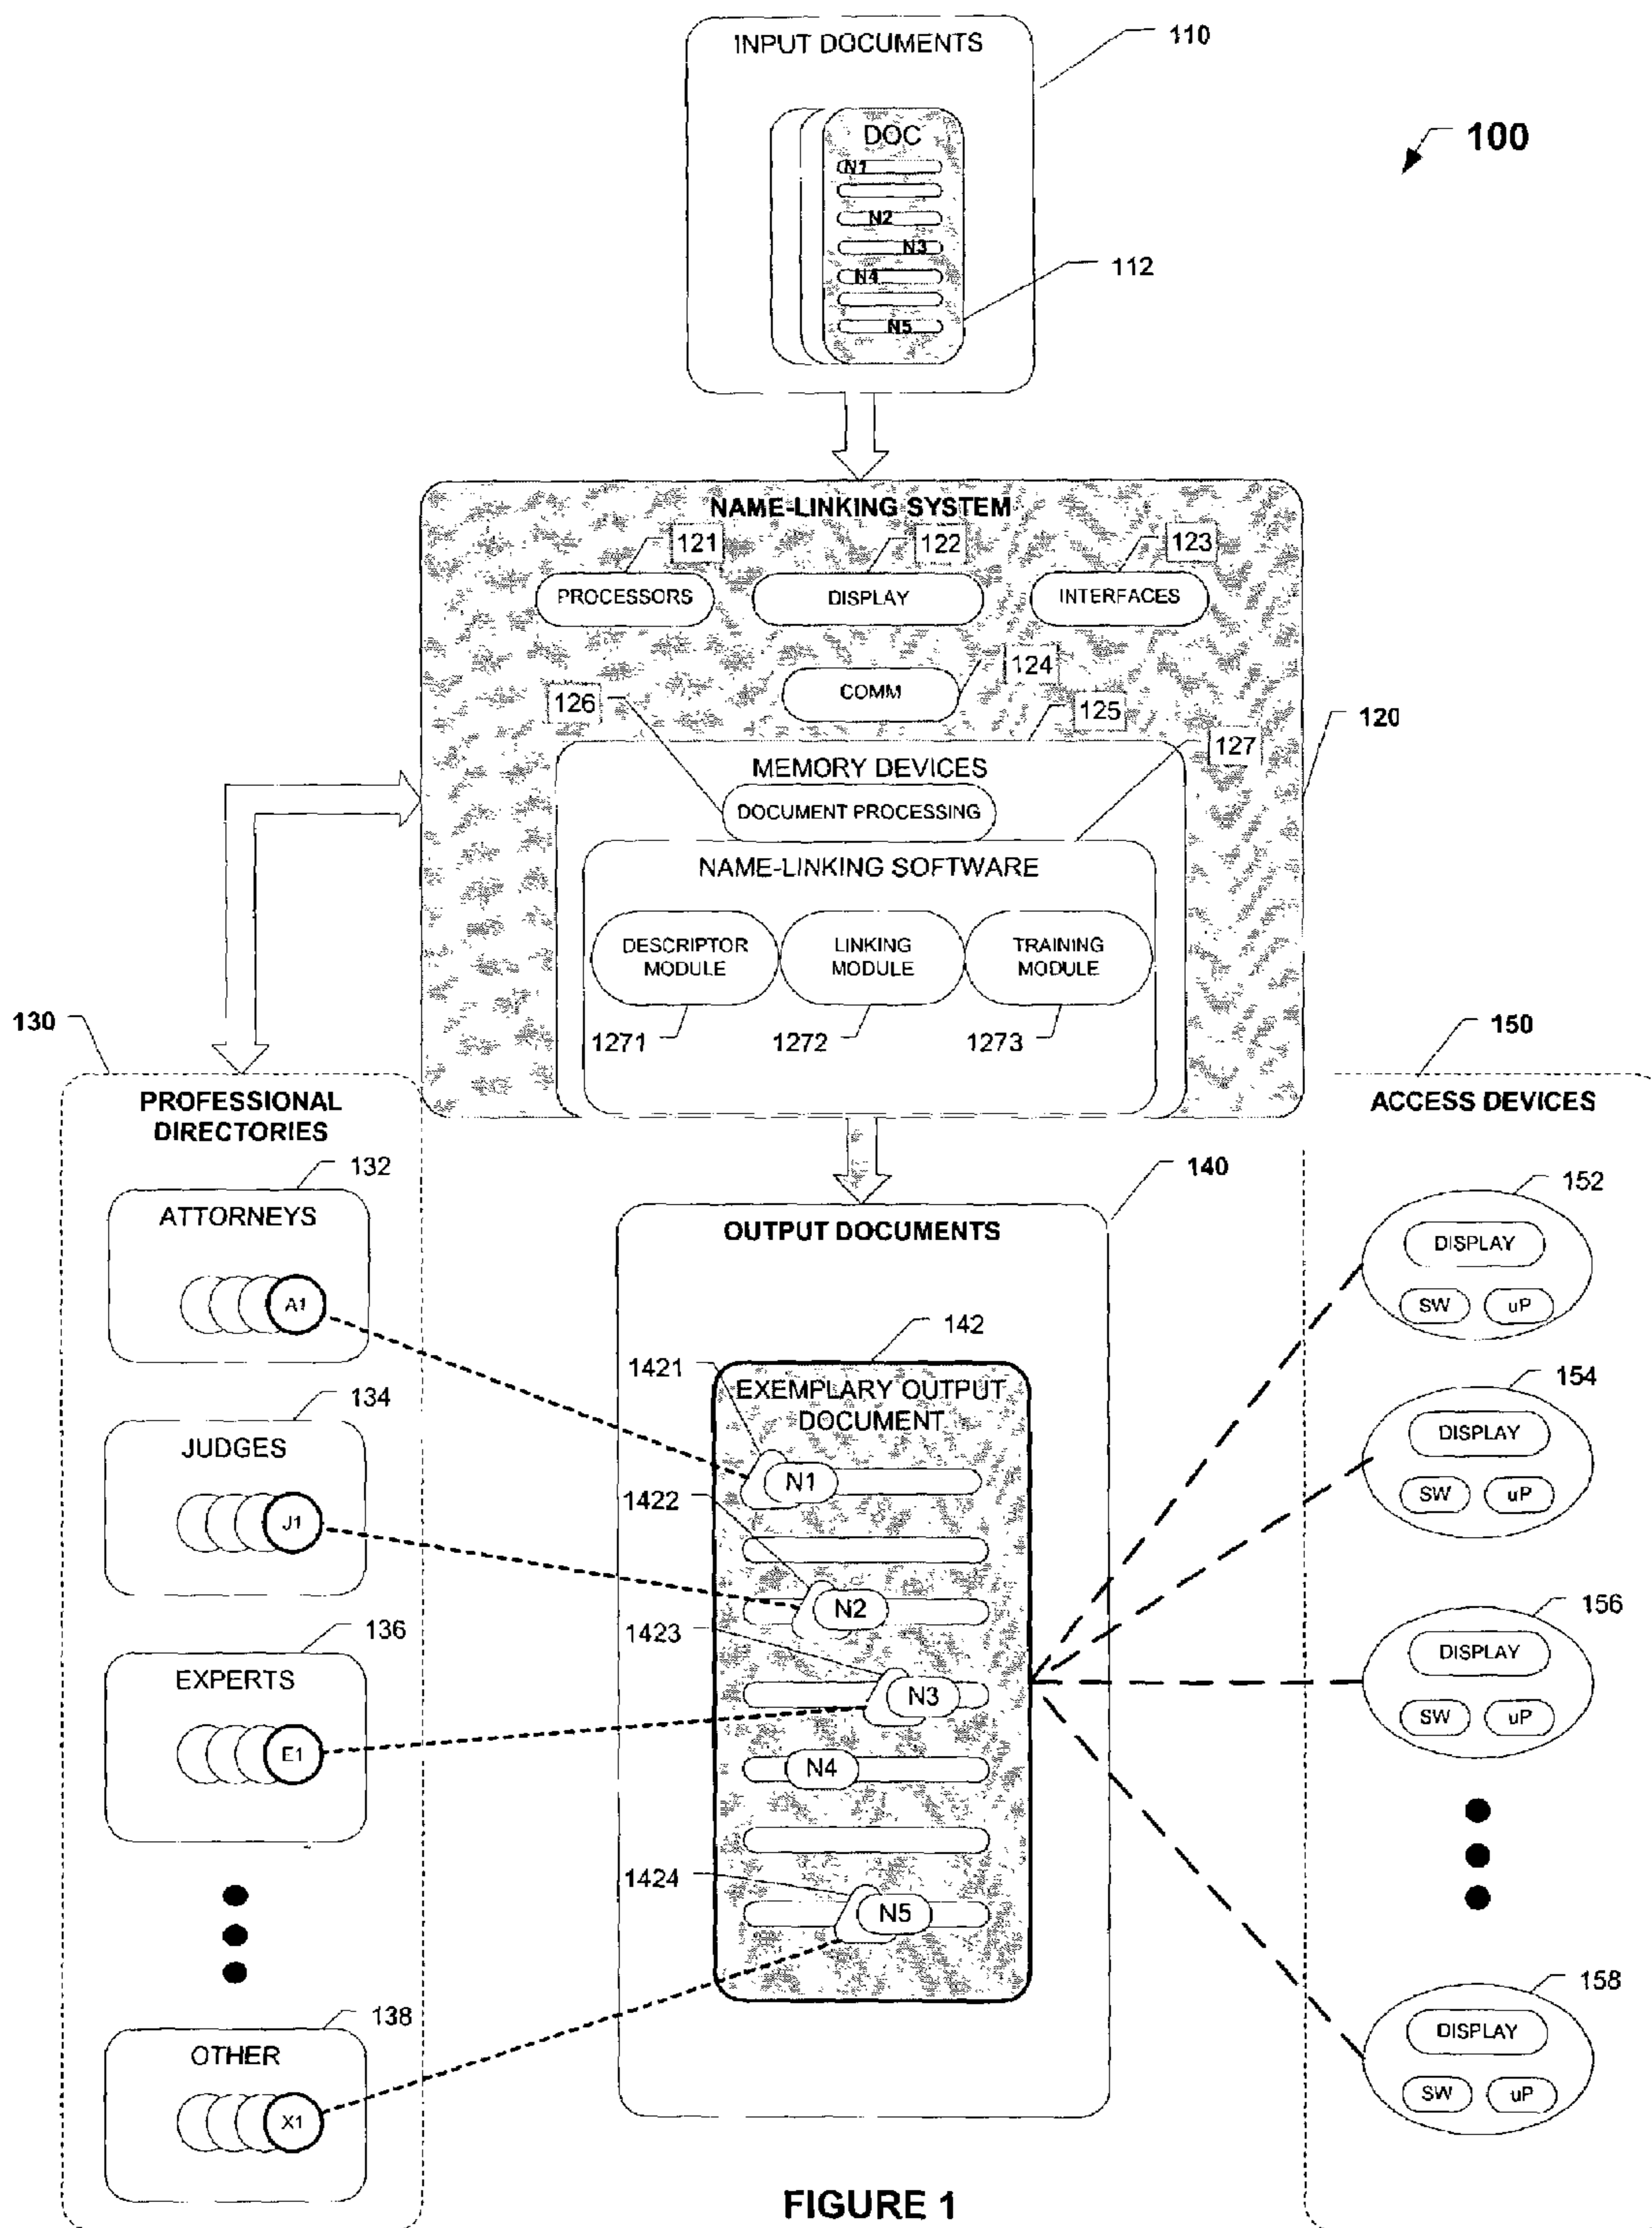 INPUT DOCUMENTS
110
100
DOC
N1
N2
N3
N4
N5
112
NAME-LINKING SYSTEM
121
122
123
PROCESSORS
DISPLAY
INTERFACES
124
COMM
126
125
127
120
MEMORY DEVICES
DOCUMENT PROCESSING
NAME-LINKING SOFTWARE
DESCRIPTOR
MODULE
LINKING
MODULE
TRAINING
MODULE
1271
1272
1273
130
PROFESSIONAL
DIRECTORIES
132
ATTORNEYS
A1
134
JUDGES
J1
136
EXPERTS
E1
138
OTHER
X1
140
OUTPUT DOCUMENTS
142
EXEMPLARY OUTPUT
DOCUMENT
1421
N1
1422
N2
1423
N3
N4
1424
N5
150
ACCESS DEVICES
152
DISPLAY
SW
uP
154
DISPLAY
SW
uP
156
DISPLAY
SW
uP
158
DISPLAY
SW
uP
FIGURE 1